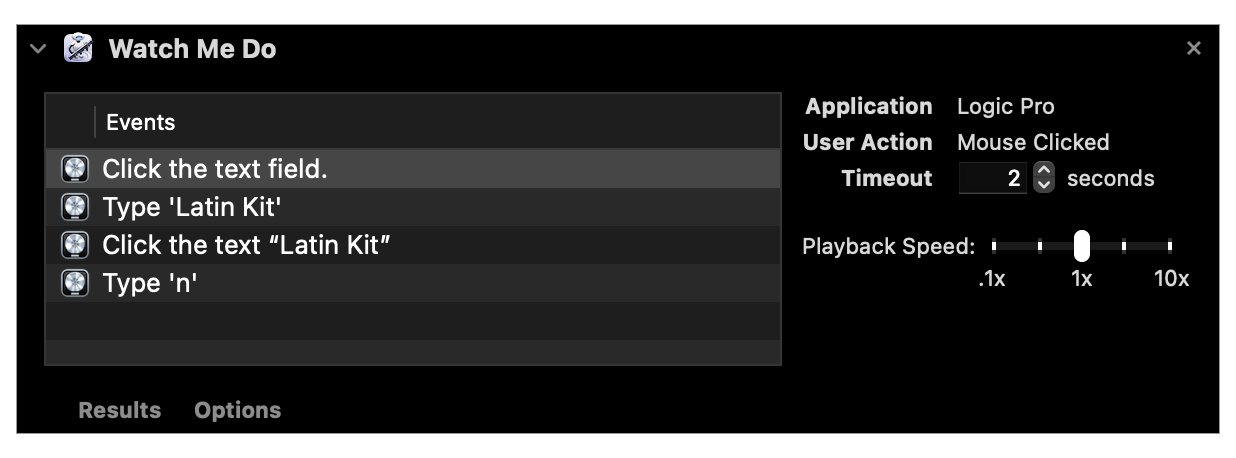 Watch Me Do
Events
Click the text field.
Type 'Latin Kit'
Click the text “Latin Kit”
Type 'n'
Application Logic Pro
User Action Mouse Clicked
Timeout 2 seconds
Playback Speed:
.1x 1x 10x
Results Options